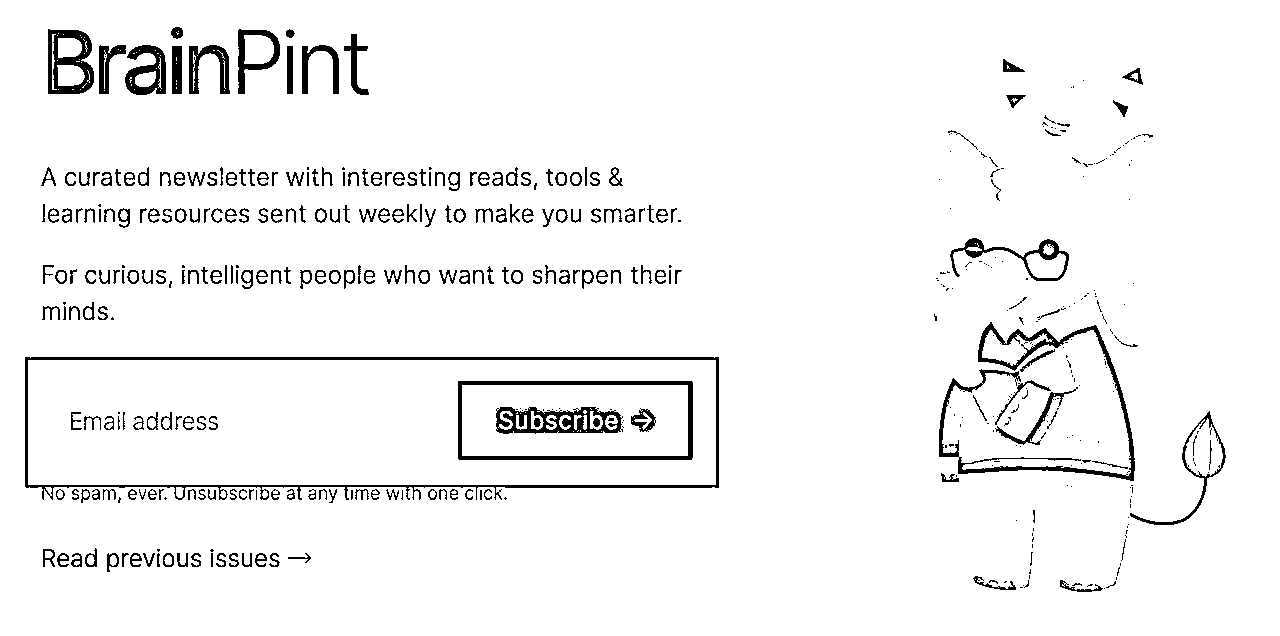 BrainPint
A curated newsletter with interesting reads, tools &
learning resources sent out weekly to make you smarter.
For curious, intelligent people who want to sharpen their
minds.
Email address
Subscribe →
No spam, ever. Unsubscribe at any time with one click.
Read previous issues →